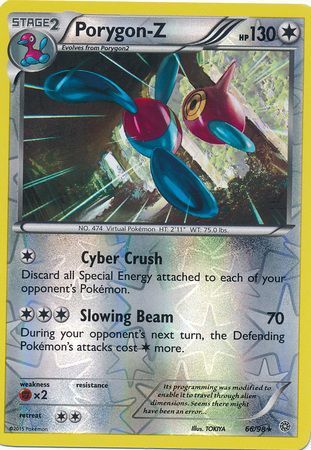 STAGE2
Porygon-Z
HP130
Evolves from Porygon2
NO. 474 Virtual Pokémon HT: 2'11" WT: 75.0 lbs.
Cyber Crush
Discard all Special Energy attached to each of your
opponent's Pokémon.
Slowing Beam 70
During your opponent's next turn, the Defending
Pokémon's attacks cost more.
weakness resistance
×2
retreat
Its programming was modified to
enable it to travel through alien
dimensions. Seems there might
have been an error...
©2015 Pokémon
Illus. TOKIYA
66/98★